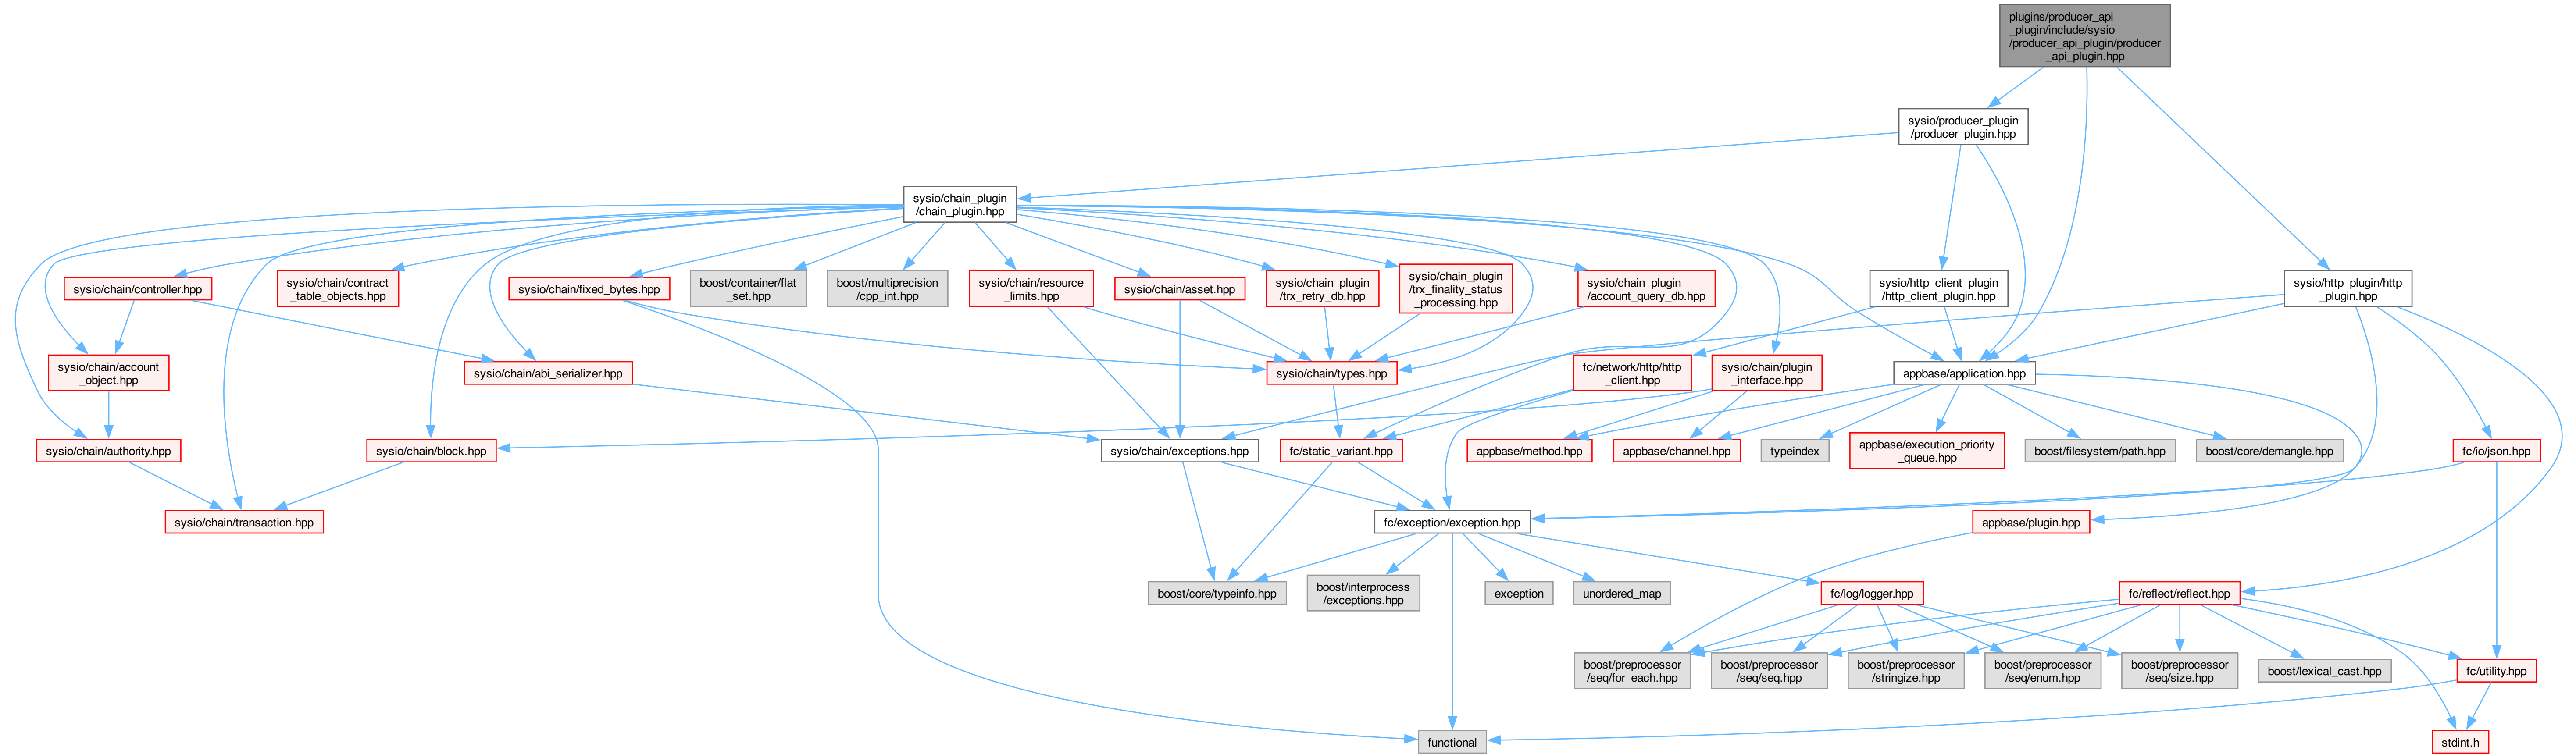 plugins/producer_api
_plugin/include/sysio
/producer_api_plugin/producer
_api_plugin.hpp
sysio/producer_plugin
/producer_plugin.hpp
sysio/chain_plugin
/chain_plugin.hpp
sysio/chain/controller.hpp
sysio/chain/contract
_table_objects.hpp
sysio/chain/fixed_bytes.hpp
boost/container/flat
_set.hpp
boost/multiprecision
/cpp_int.hpp
sysio/chain/resource
_limits.hpp
sysio/chain/asset.hpp
sysio/chain_plugin
/trx_retry_db.hpp
sysio/chain_plugin
/trx_finality_status
_processing.hpp
sysio/chain_plugin
/account_query_db.hpp
sysio/http_client_plugin
/http_client_plugin.hpp
sysio/http_plugin/http
_plugin.hpp
sysio/chain/account
_object.hpp
sysio/chain/abi_serializer.hpp
sysio/chain/types.hpp
fc/network/http/http
_client.hpp
sysio/chain/plugin
_interface.hpp
appbase/application.hpp
sysio/chain/authority.hpp
sysio/chain/block.hpp
sysio/chain/exceptions.hpp
fc/static_variant.hpp
appbase/method.hpp
appbase/channel.hpp
typeindex
appbase/execution_priority
_queue.hpp
boost/filesystem/path.hpp
boost/core/demangle.hpp
fc/io/json.hpp
sysio/chain/transaction.hpp
fc/exception/exception.hpp
appbase/plugin.hpp
boost/core/typeinfo.hpp
boost/interprocess
/exceptions.hpp
exception
unordered_map
fc/log/logger.hpp
fc/reflect/reflect.hpp
boost/preprocessor
/seq/for_each.hpp
boost/preprocessor
/seq/seq.hpp
boost/preprocessor
/stringize.hpp
boost/preprocessor
/seq/enum.hpp
boost/preprocessor
/seq/size.hpp
boost/lexical_cast.hpp
fc/utility.hpp
functional
stdint.h